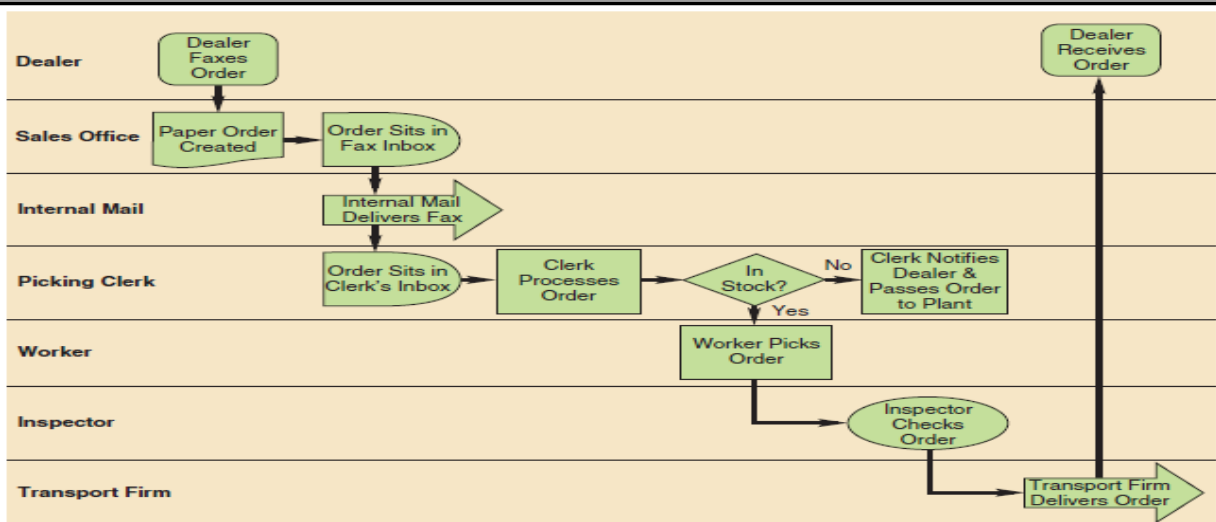 Dealer
Dealer
Faxes
Order
Dealer
Receives
Order
Sales Office
Paper Order
Created
Order Sits in
Fax Inbox
Internal Mail
Internal Mail
Delivers Fax
Picking Clerk
Order Sits in
Clerk's Inbox
Clerk
Processes
Order
In
Stock?
No
Yes
Clerk Notifies
Dealer &
Passes Order
to Plant
Worker
Worker Picks
Order
Inspector
Inspector
Checks
Order
Transport Firm
Transport Firm
Delivers Order